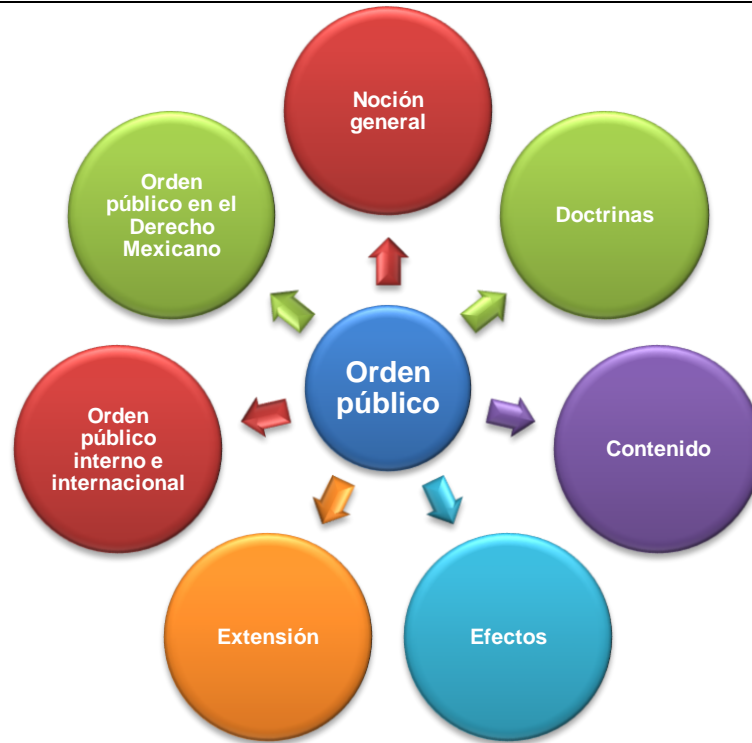 Noción
general
Doctrinas
Contenido
Efectos
Extensión
Orden
público
interno e
internacional
Orden
público en el
Derecho
Mexicano
Orden
público